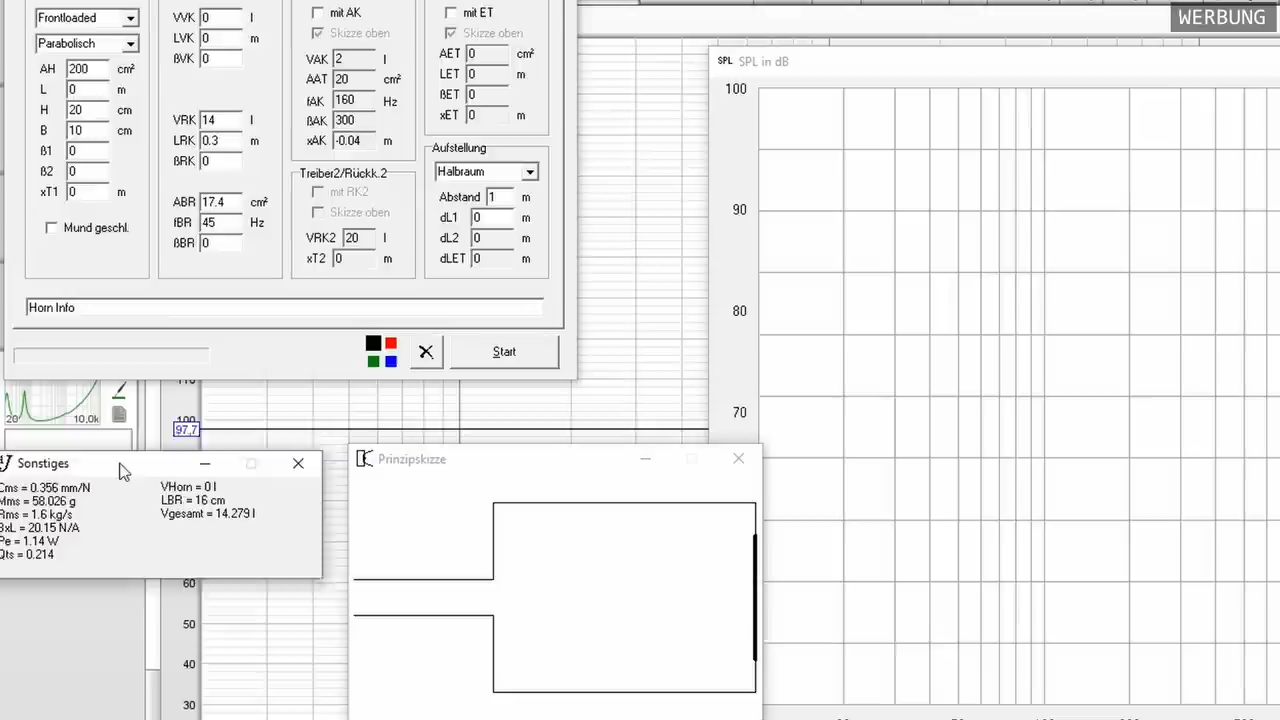 WERBUNG
Frontloaded
Parabolisch
AH 200 cm²
L 0 m
H 20 cm
B 10 cm
ß1 0
ß2 0
xT1 0 m
Mund geschl.
VVK 0 l
LVK 0 m
ßVK 0
VRK 14 l
LRK 0.3 m
ßRK 0
ABR 17.4 cm²
fBR 45 Hz
ßBR 0
mit AK
Skizze oben
VAK 2 l
AAT 20 cm²
fAK 160 Hz
ßAK 300
xAK -0.04 m
Treiber2/Rückk.2
mit RK2
Skizze oben
VRK2 20 l
xT2 0 m
mit ET
Skizze oben
AET 0 cm²
LET 0 m
ßET 0
xET 0 m
Aufstellung
Halbraum
Abstand 1 m
dL1 0 m
dL2 0 m
dLET 0 m
Horn Info
Start
SPL SPL in dB
100
90
80
70
20 10,0k
110
100
97,7
60
50
40
30
Sonstiges
Cms = 0.356 mm/N
Mms = 58.026 g
Rms = 1.6 kg/s
BxL = 20.15 N/A
Pe = 1.14 W
Qts = 0.214
VHorn = 0 l
LBR = 16 cm
Vgesamt = 14.279 l
Prinzipskizze